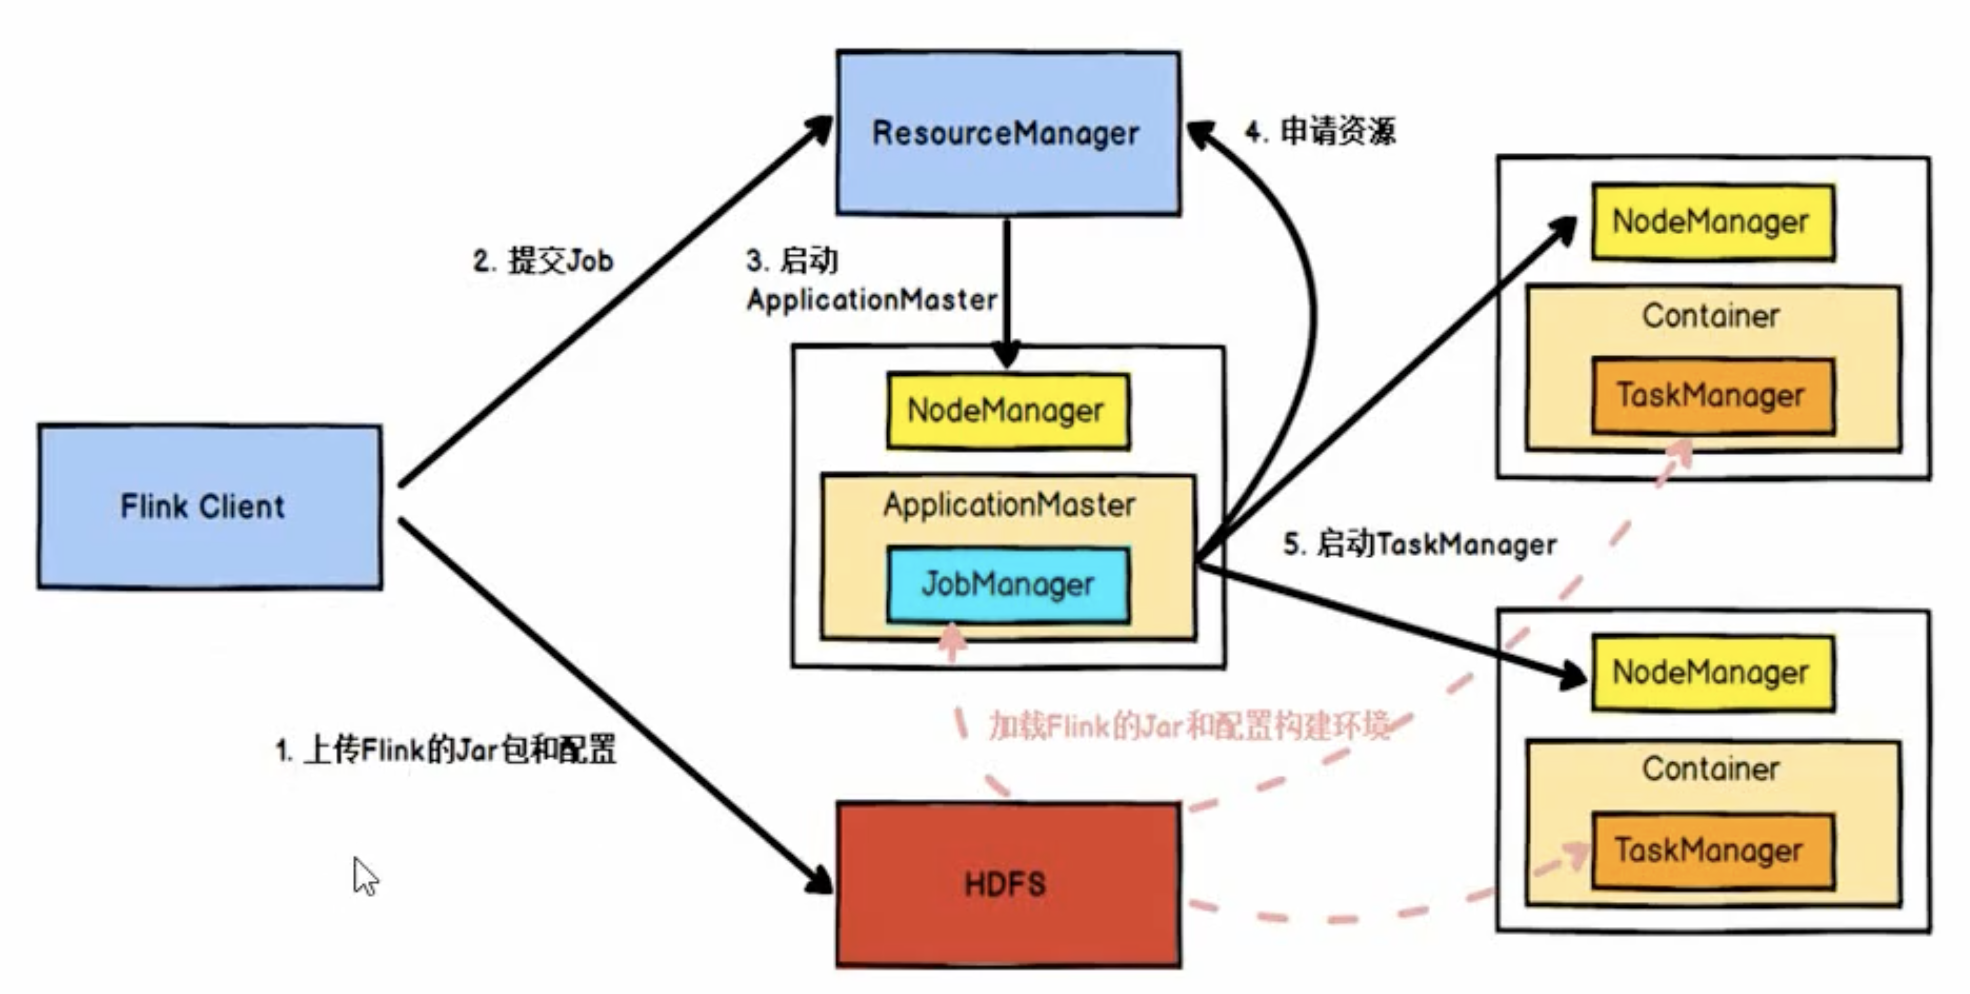 ResourceManager
4. 申请资源
NodeManager
2. 提交Job
3. 启动
ApplicationMaster
Container
TaskManager
NodeManager
Flink Client
ApplicationMaster
JobManager
5. 启动TaskManager
NodeManager
加载Flink的Jar和配置构建环境
1. 上传Flink的Jar包和配置
Container
TaskManager
HDFS